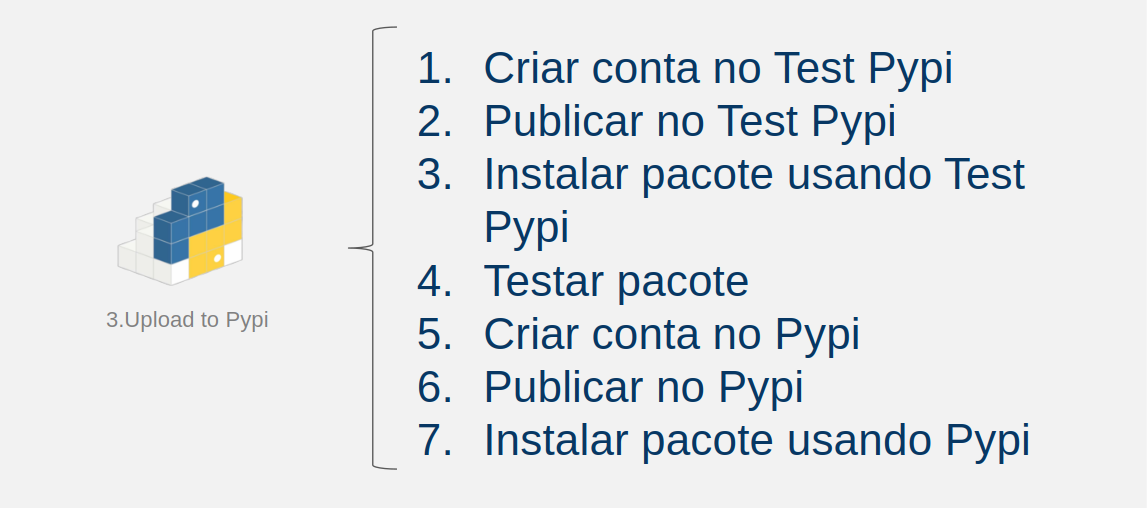 3.Upload to Pypi
1. Criar conta no Test Pypi
2. Publicar no Test Pypi
3. Instalar pacote usando Test
Pypi
4. Testar pacote
5. Criar conta no Pypi
6. Publicar no Pypi
7. Instalar pacote usando Pypi